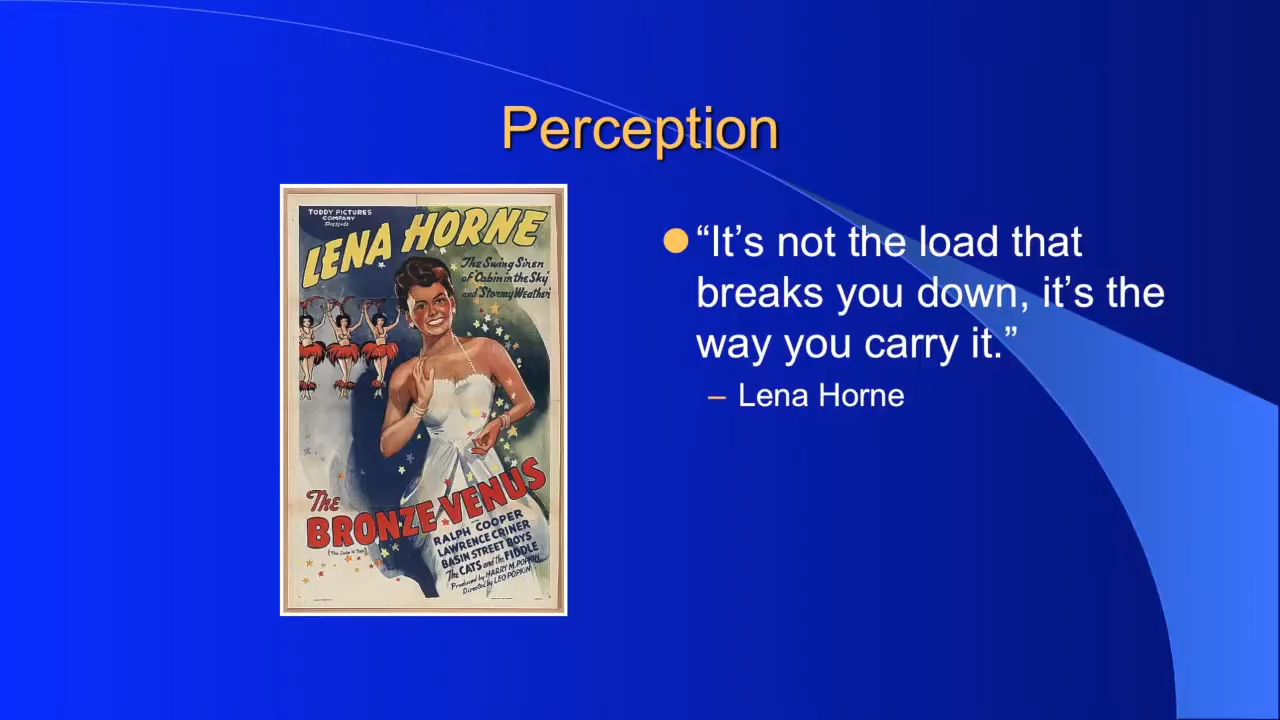 Perception
TODDY PICTURES
COMPANY
Presents
LENA HORNE
The Swing Siren
of 'Cabin in the Sky'
and 'Stormy Weather'
The
BRONZE VENUS
RALPH COOPER
LAWRENCE CRINER
BASIN STREET BOYS
The CATS and the FIDDLE
Produced by HARRY M. POPKIN
Directed by LEO POPKIN
“It’s not the load that
breaks you down, it’s the
way you carry it.”
– Lena Horne